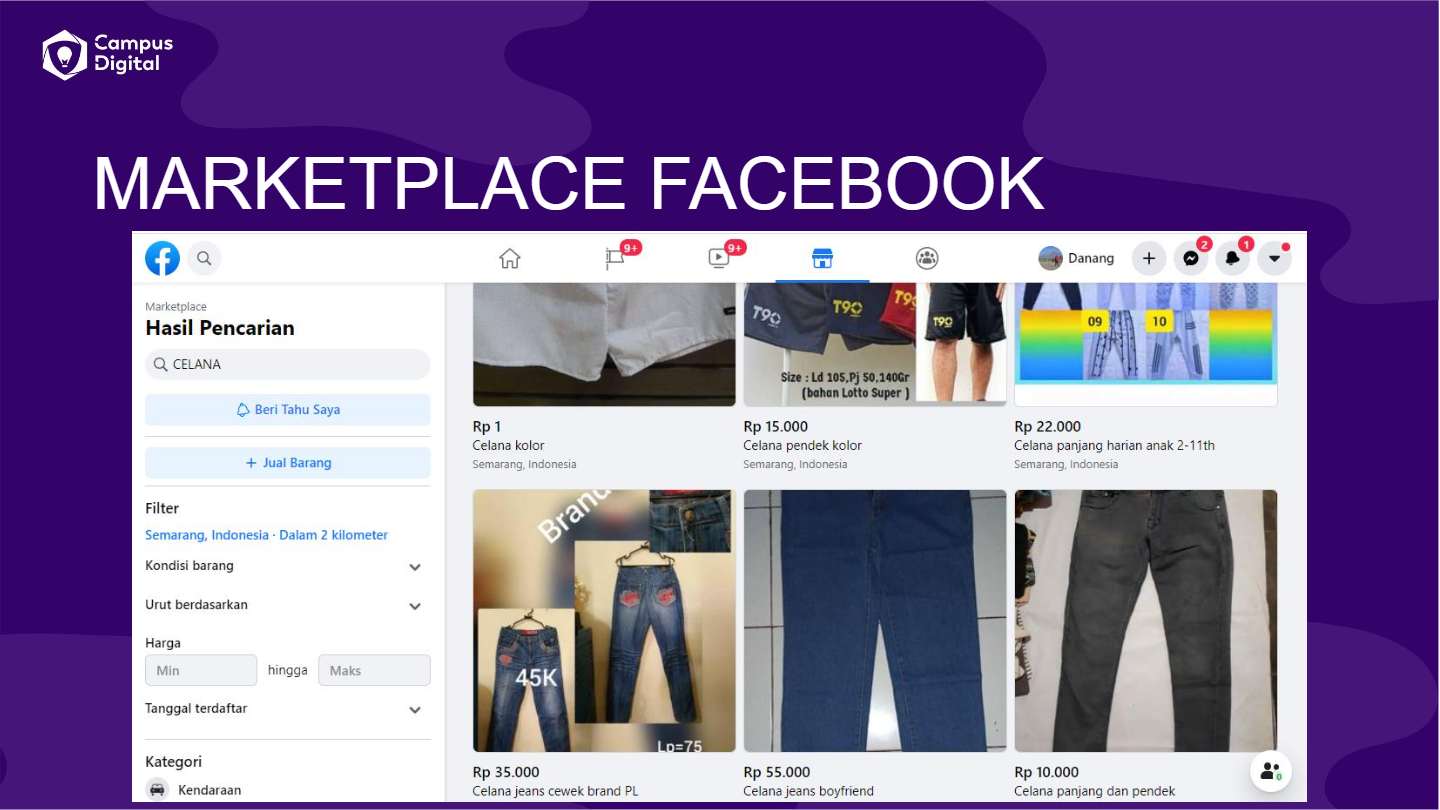 Campus
Digital
MARKETPLACE FACEBOOK
9+
9+
Danang
2
1
Marketplace
Hasil Pencarian
CELANA
Beri Tahu Saya
+ Jual Barang
Filter
Semarang, Indonesia · Dalam 2 kilometer
Kondisi barang
Urut berdasarkan
Harga
Min hingga Maks
Tanggal terdaftar
Kategori
Kendaraan
T90
T90
T90
T90
Size : Ld 105,Pj 50,140Gr
(bahan Lotto Super )
09
10
Rp 1
Celana kolor
Semarang, Indonesia
Rp 15.000
Celana pendek kolor
Semarang, Indonesia
Rp 22.000
Celana panjang harian anak 2-11th
Semarang, Indonesia
Brand
45K
Lp=75
Rp 35.000
Celana jeans cewek brand PL
Rp 55.000
Celana jeans boyfriend
Rp 10.000
Celana panjang dan pendek
0